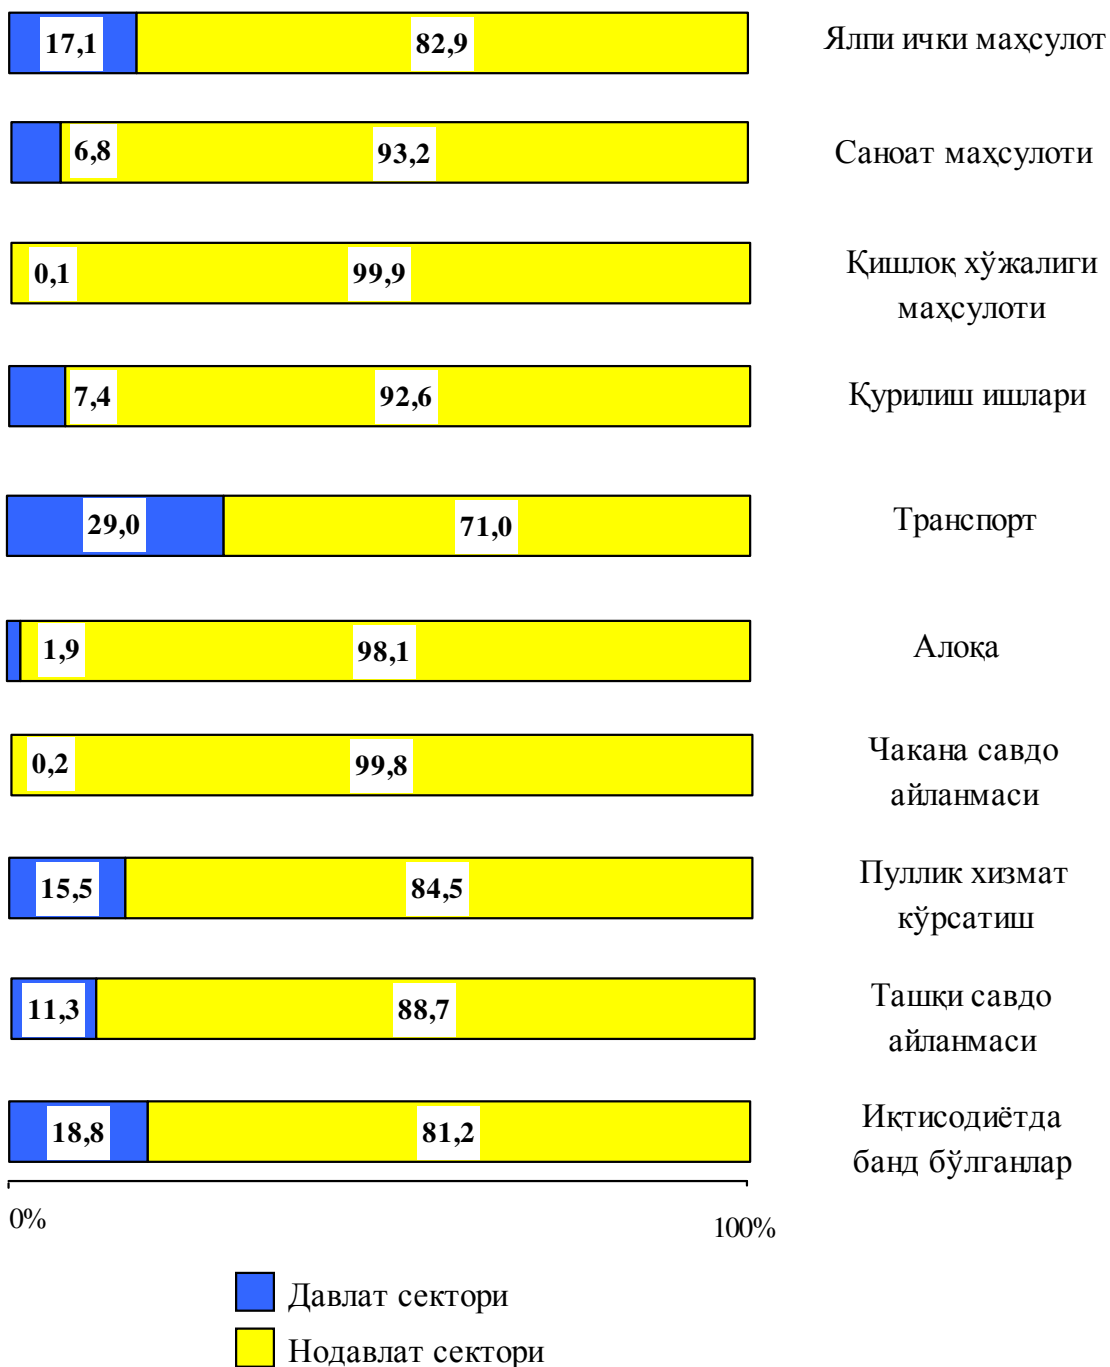 17,1 82,9 Ялпи ички маҳсулот
6,8 93,2 Саноат маҳсулоти
0,1 99,9 Қишлоқ хўжалиги
маҳсулоти
7,4 92,6 Қурилиш ишлари
29,0 71,0 Транспорт
1,9 98,1 Алоқа
0,2 99,8 Чакана савдо
айланмаси
15,5 84,5 Пуллик хизмат
кўрсатиш
11,3 88,7 Ташқи савдо
айланмаси
18,8 81,2 Иқтисодиётда
банд бўлганлар
0% 100%
Давлат сектори
Нодавлат сектори